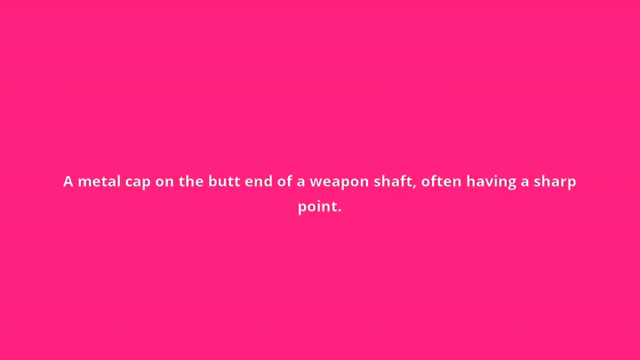 A metal cap on the butt end of a weapon shaft, often having a sharp
point.